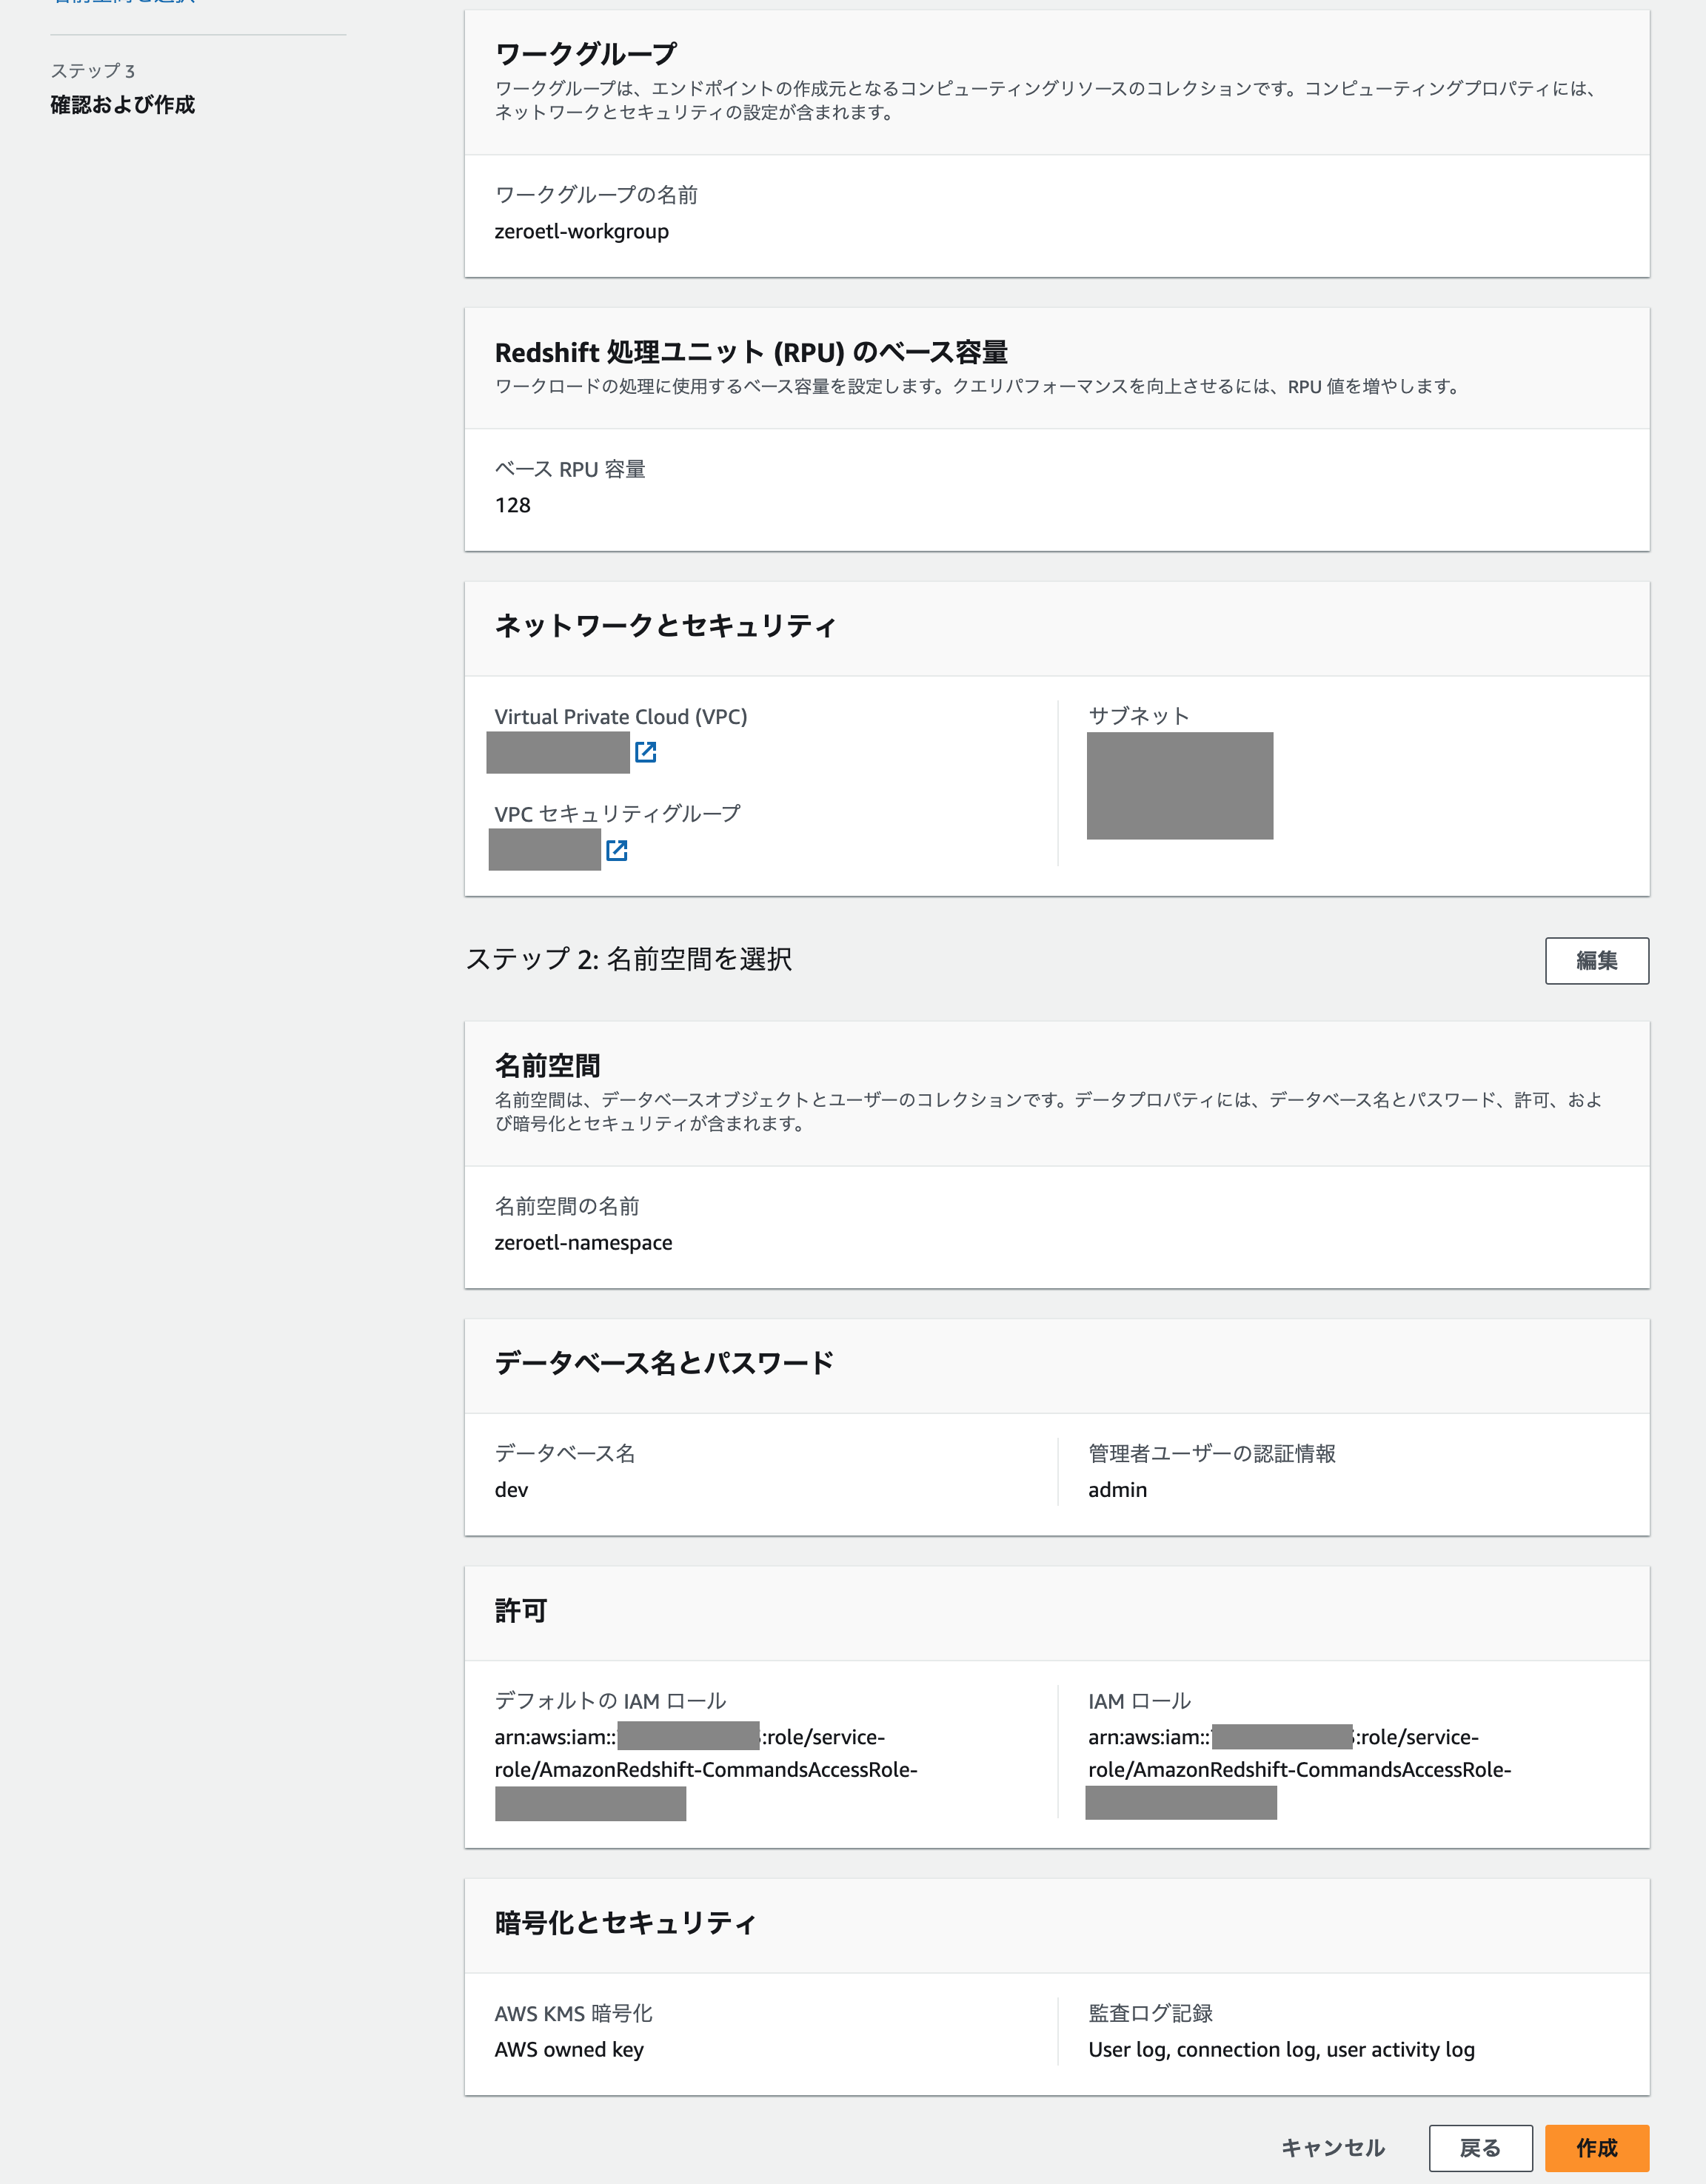 ステップ 3
確認および作成
ワークグループ
ワークグループは、エンドポイントの作成元となるコンピューティングリソースのコレクションです。コンピューティングプロパティには、
ネットワークとセキュリティの設定が含まれます。
ワークグループの名前
zeroetl-workgroup
Redshift 処理ユニット (RPU) のベース容量
ワークロードの処理に使用するベース容量を設定します。クエリパフォーマンスを向上させるには、RPU 値を増やします。
ベース RPU 容量
128
ネットワークとセキュリティ
Virtual Private Cloud (VPC)
VPC セキュリティグループ
サブネット
ステップ 2: 名前空間を選択
編集
名前空間
名前空間は、データベースオブジェクトとユーザーのコレクションです。データプロパティには、データベース名とパスワード、許可、およ
び暗号化とセキュリティが含まれます。
名前空間の名前
zeroetl-namespace
データベース名とパスワード
データベース名
dev
管理者ユーザーの認証情報
admin
許可
デフォルトの IAM ロール
arn:aws:iam:: :role/service-
role/AmazonRedshift-CommandsAccessRole-
IAM ロール
arn:aws:iam:: :role/service-
role/AmazonRedshift-CommandsAccessRole-
暗号化とセキュリティ
AWS KMS 暗号化
AWS owned key
監査ログ記録
User log, connection log, user activity log
キャンセル
戻る
作成